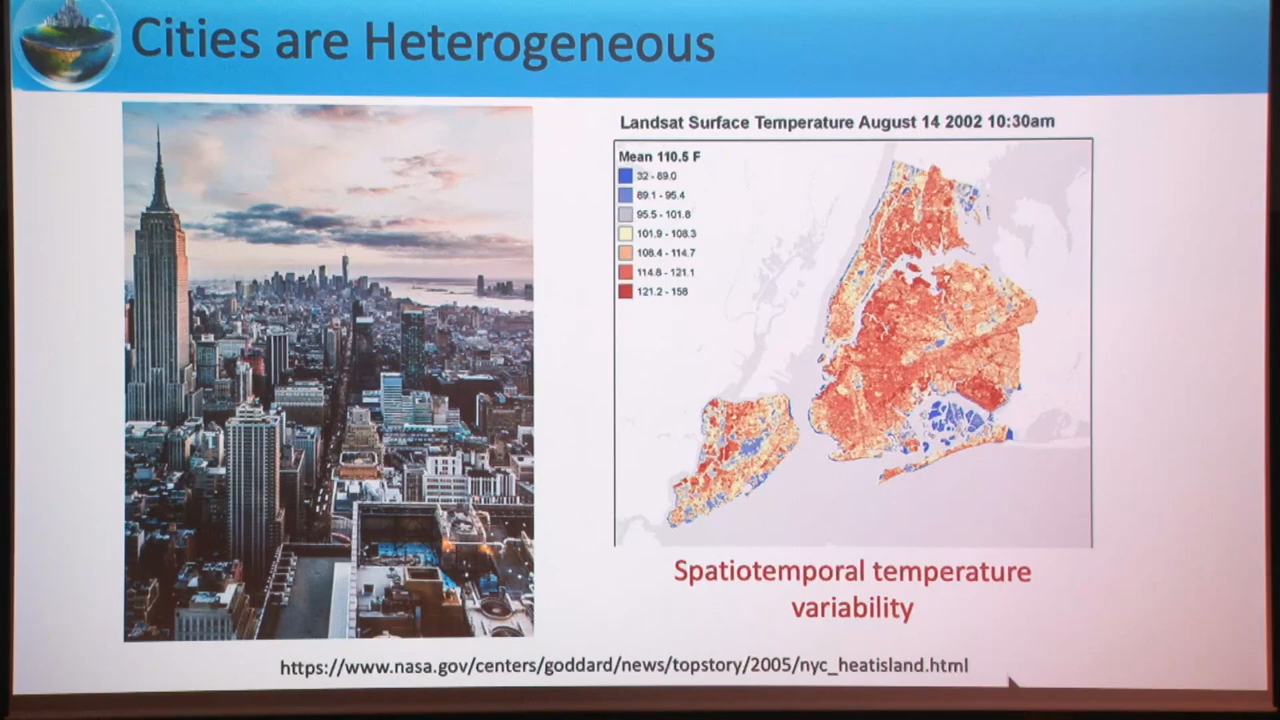 Cities are Heterogeneous
Landsat Surface Temperature August 14 2002 10:30am
Mean 110.5 F
32 - 89.0
89.1 - 95.4
95.5 - 101.8
101.9 - 108.3
108.4 - 114.7
114.8 - 121.1
121.2 - 158
Spatiotemporal temperature
variability
https://www.nasa.gov/centers/goddard/news/topstory/2005/nyc_heatisland.html